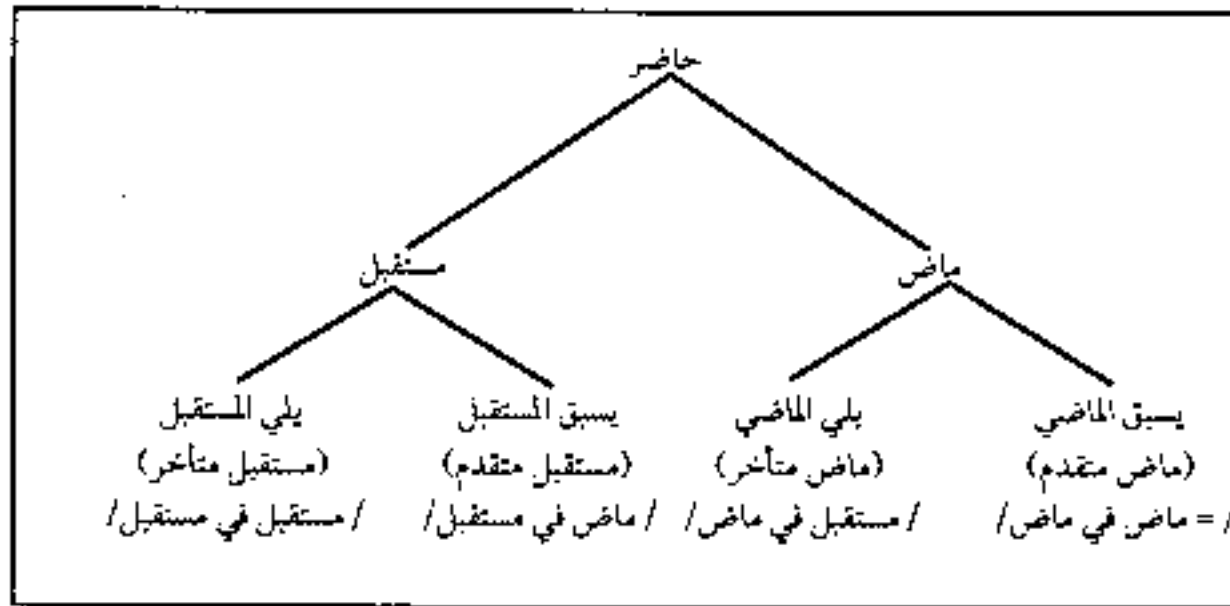 حاضر
ماض
مستقبل
يسبق الماضي
(ماض متقدم)
/ = ماض في ماض/
يلي الماضي
(ماض متأخر)
/ مستقبل في ماض/
يسبق المستقبل
(مستقبل متقدم)
/ ماض في مستقبل/
يلي المستقبل
(مستقبل متأخر)
/ مستقبل في مستقبل/